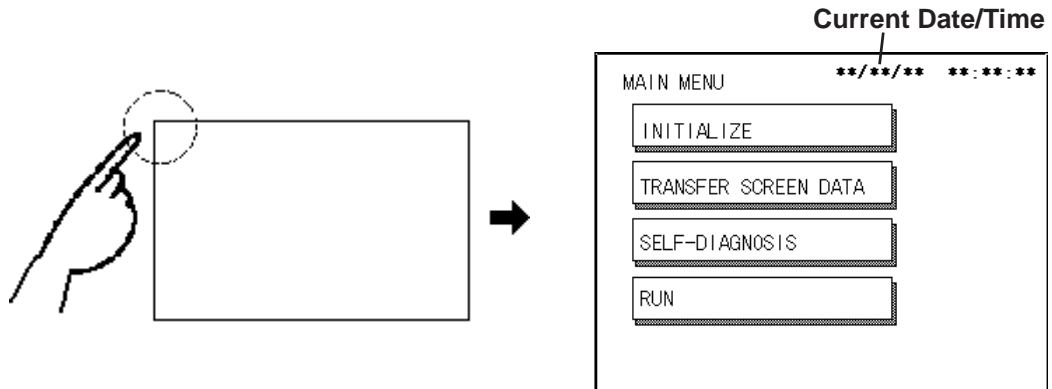 Current Date/Time
MAIN MENU
**/**/** **:**:**
INITIALIZE
TRANSFER SCREEN DATA
SELF-DIAGNOSIS
RUN